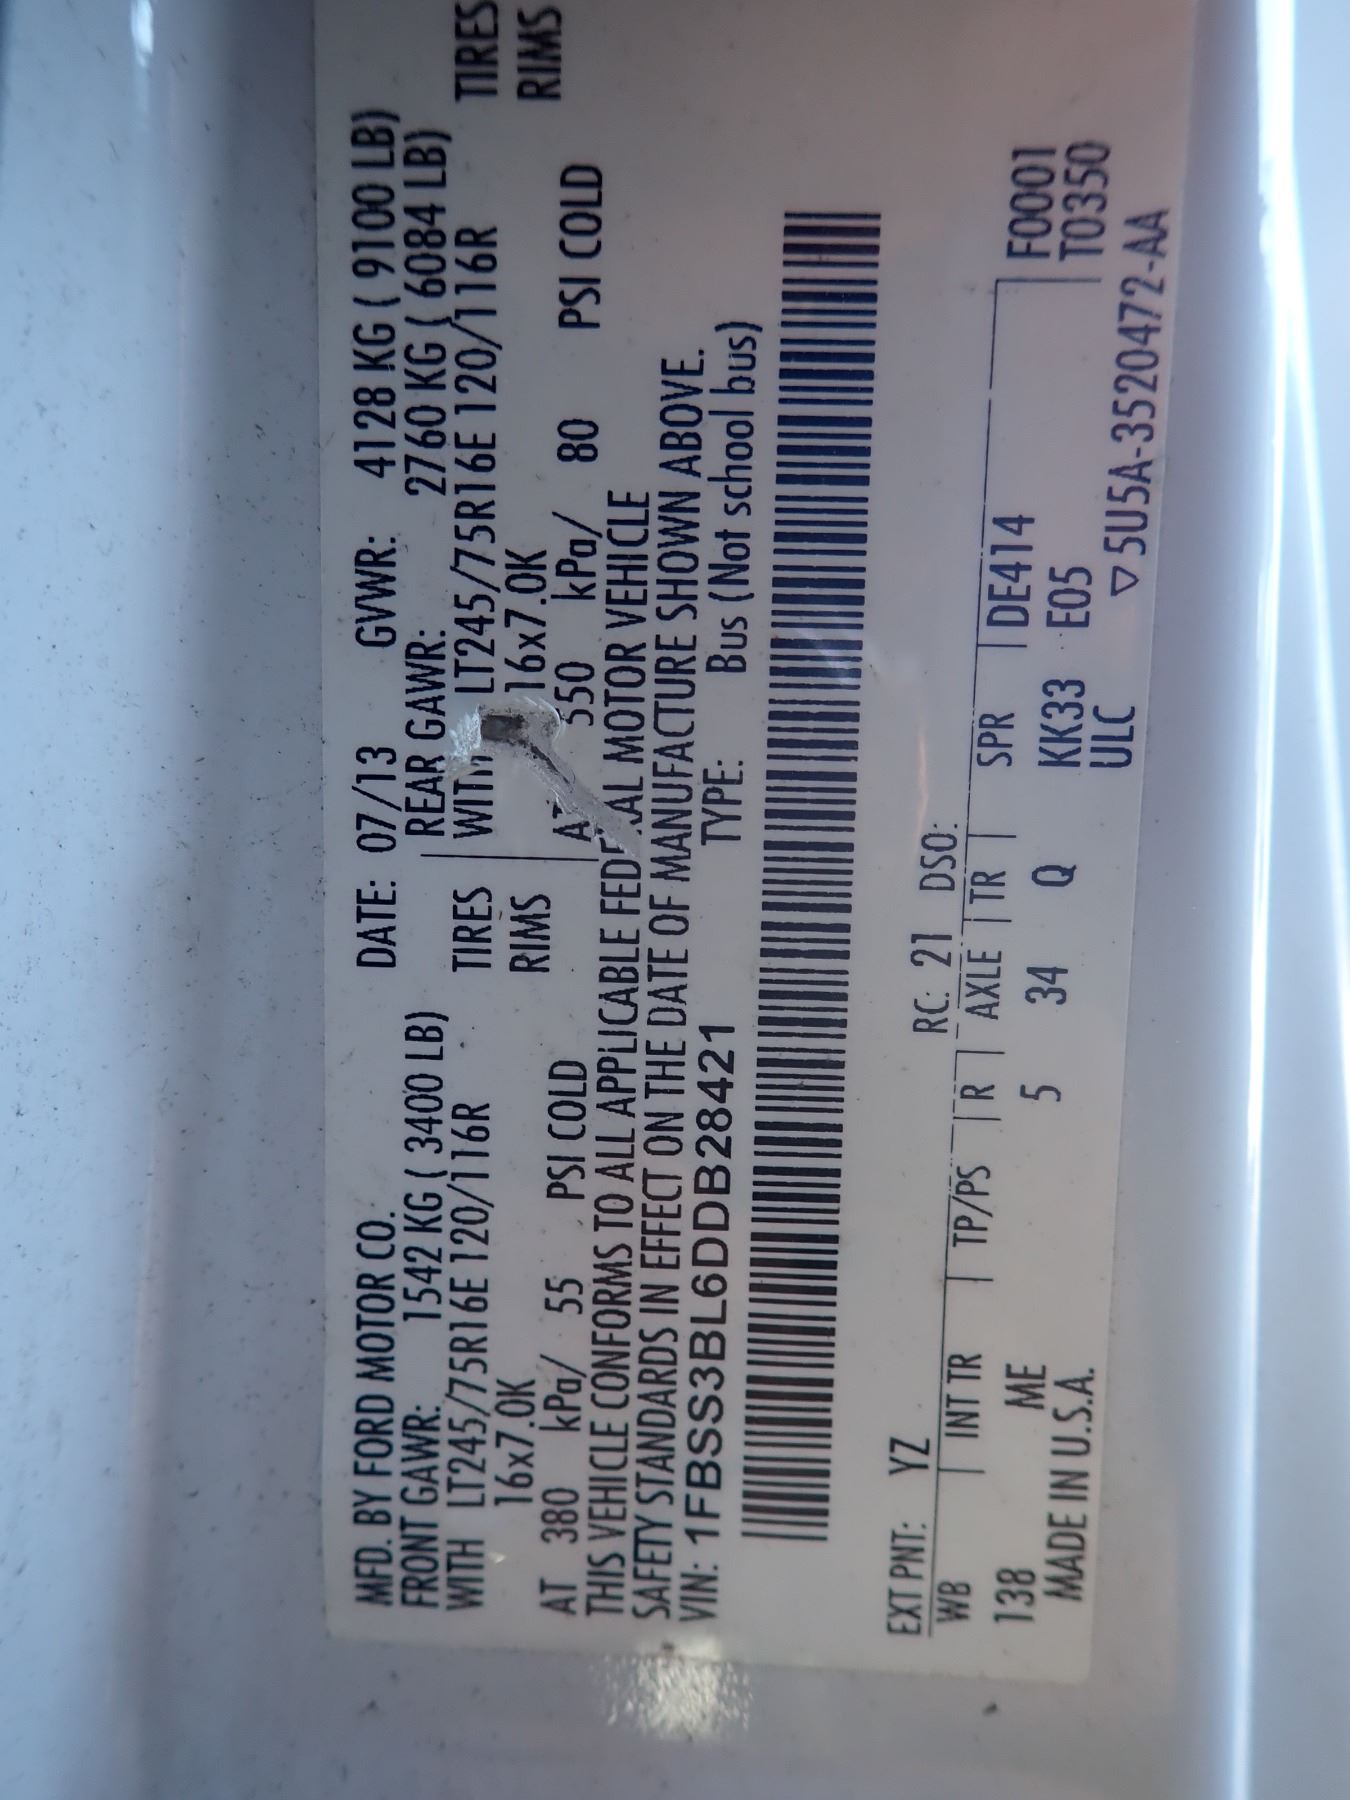 MFD. BY FORD MOTOR CO. DATE: 07/13 GVWR: 4128 KG ( 9100 LB)
FRONT GAWR: 1542 KG ( 3400 LB) REAR GAWR: 2760 KG ( 6084 LB)
WITH LT245/75R16E 120/116R TIRES WITH LT245/75R16E 120/116R TIRES
16x7.0K RIMS 16x7.0K RIMS
AT 380 kPa/ 55 PSI COLD AT 550 kPa/ 80 PSI COLD
THIS VEHICLE CONFORMS TO ALL APPLICABLE FEDERAL MOTOR VEHICLE
SAFETY STANDARDS IN EFFECT ON THE DATE OF MANUFACTURE SHOWN ABOVE.
VIN: 1FBSS3BL6DDB28421 TYPE: Bus (Not school bus)
EXT PNT: YZ RC: 21 DSO:
WB INT TR TP/PS R AXLE TR SPR DE414 F0001
138 ME 5 34 Q KK33 E05 T0350
MADE IN U.S.A. ULC ▽5U5A-3520472-AA